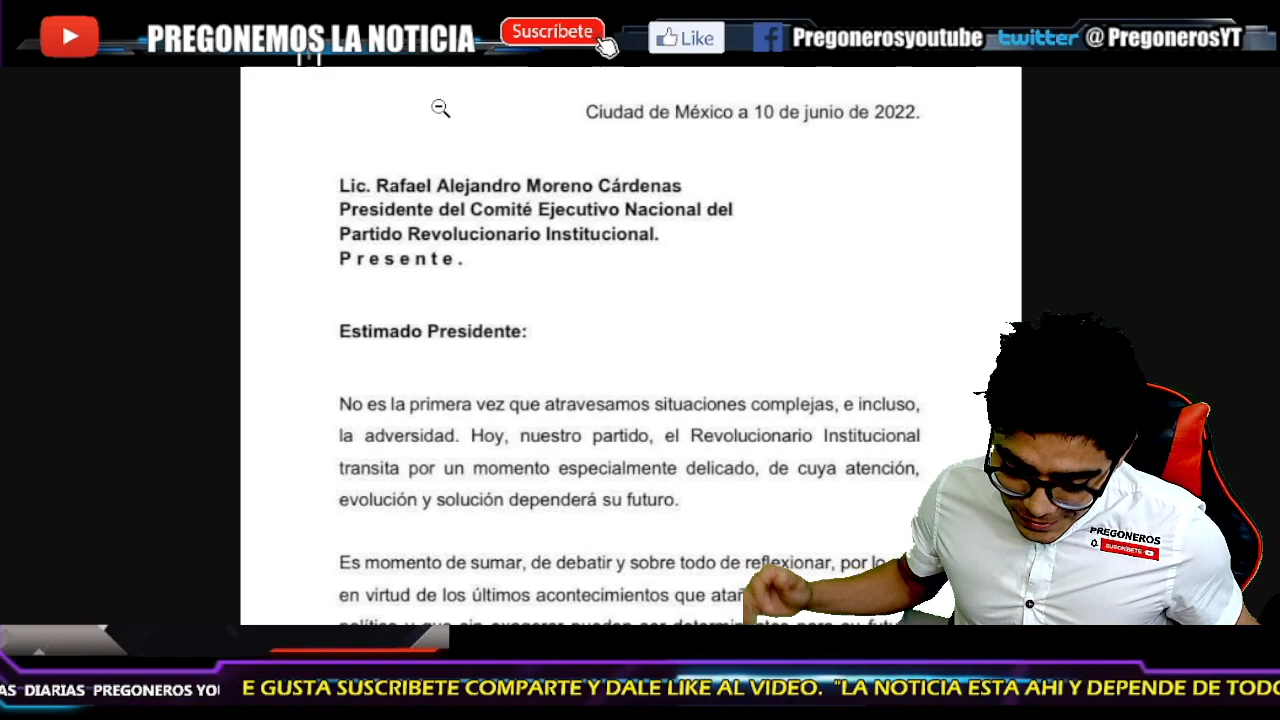 PREGONEMOS LA NOTICIA
Suscríbete
Like
Pregonerosyoutube
twitter @PregonerosYT
Ciudad de México a 10 de junio de 2022.
Lic. Rafael Alejandro Moreno Cárdenas
Presidente del Comité Ejecutivo Nacional del
Partido Revolucionario Institucional.
P r e s e n t e .
Estimado Presidente:
No es la primera vez que atravesamos situaciones complejas, e incluso,
la adversidad. Hoy, nuestro partido, el Revolucionario Institucional
transita por un momento especialmente delicado, de cuya atención,
evolución y solución dependerá su futuro.
Es momento de sumar, de debatir y sobre todo de reflexionar, por
en virtud de los últimos acontecimientos que
PREGONEROS
SUSCRÍBETE
AS DIARIAS PREGONEROS YO
E GUSTA SUSCRIBETE COMPARTE Y DALE LIKE AL VIDEO. "LA NOTICIA ESTA AHI Y DEPENDE DE TODO